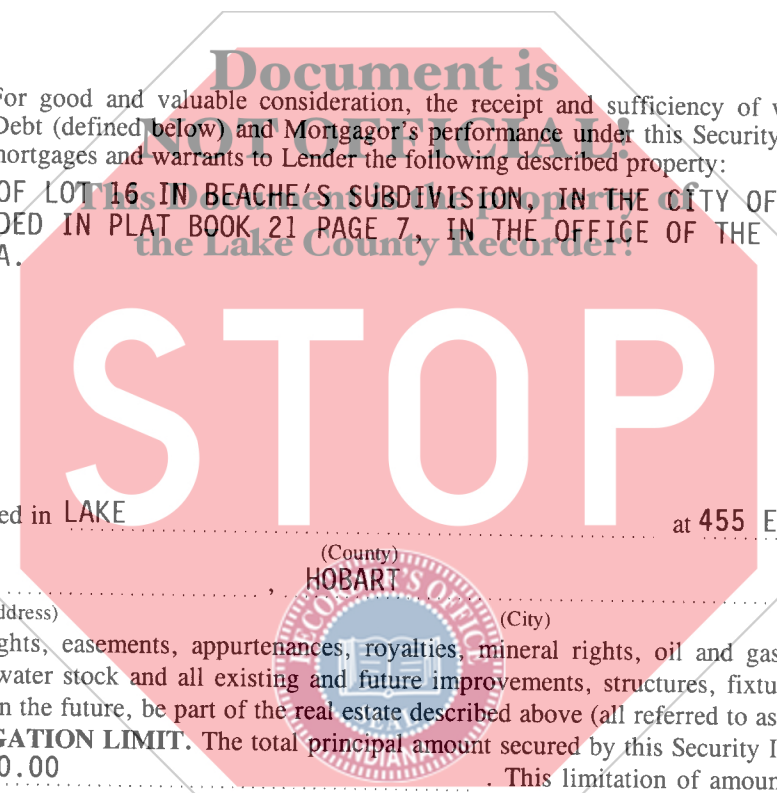 Document is
For good and valuable consideration, the receipt and sufficiency of
Debt (defined below) and Mortgagor's performance under this Security
NOT OFFICIAL!
mortgages and warrants to Lender the following described property:
OF LOT 16 IN BEACHE'S SUBDIVISION, IN THE CITY OF
This Document is the property of
DED IN PLAT BOOK 21 PAGE 7, IN THE OFFICE OF THE
the Lake County Recorder!
A.
STOP
ed in LAKE at 455 E
(County)
, HOBART
ddress) (City)
ghts, easements, appurtenances, royalties, mineral rights, oil and gas
water stock and all existing and future improvements, structures, fixtu
n the future, be part of the real estate described above (all referred to as
GATION LIMIT. The total principal amount secured by this Security I
0.00 . This limitation of amoun
RECORDER'S OFFICE
INDIANA